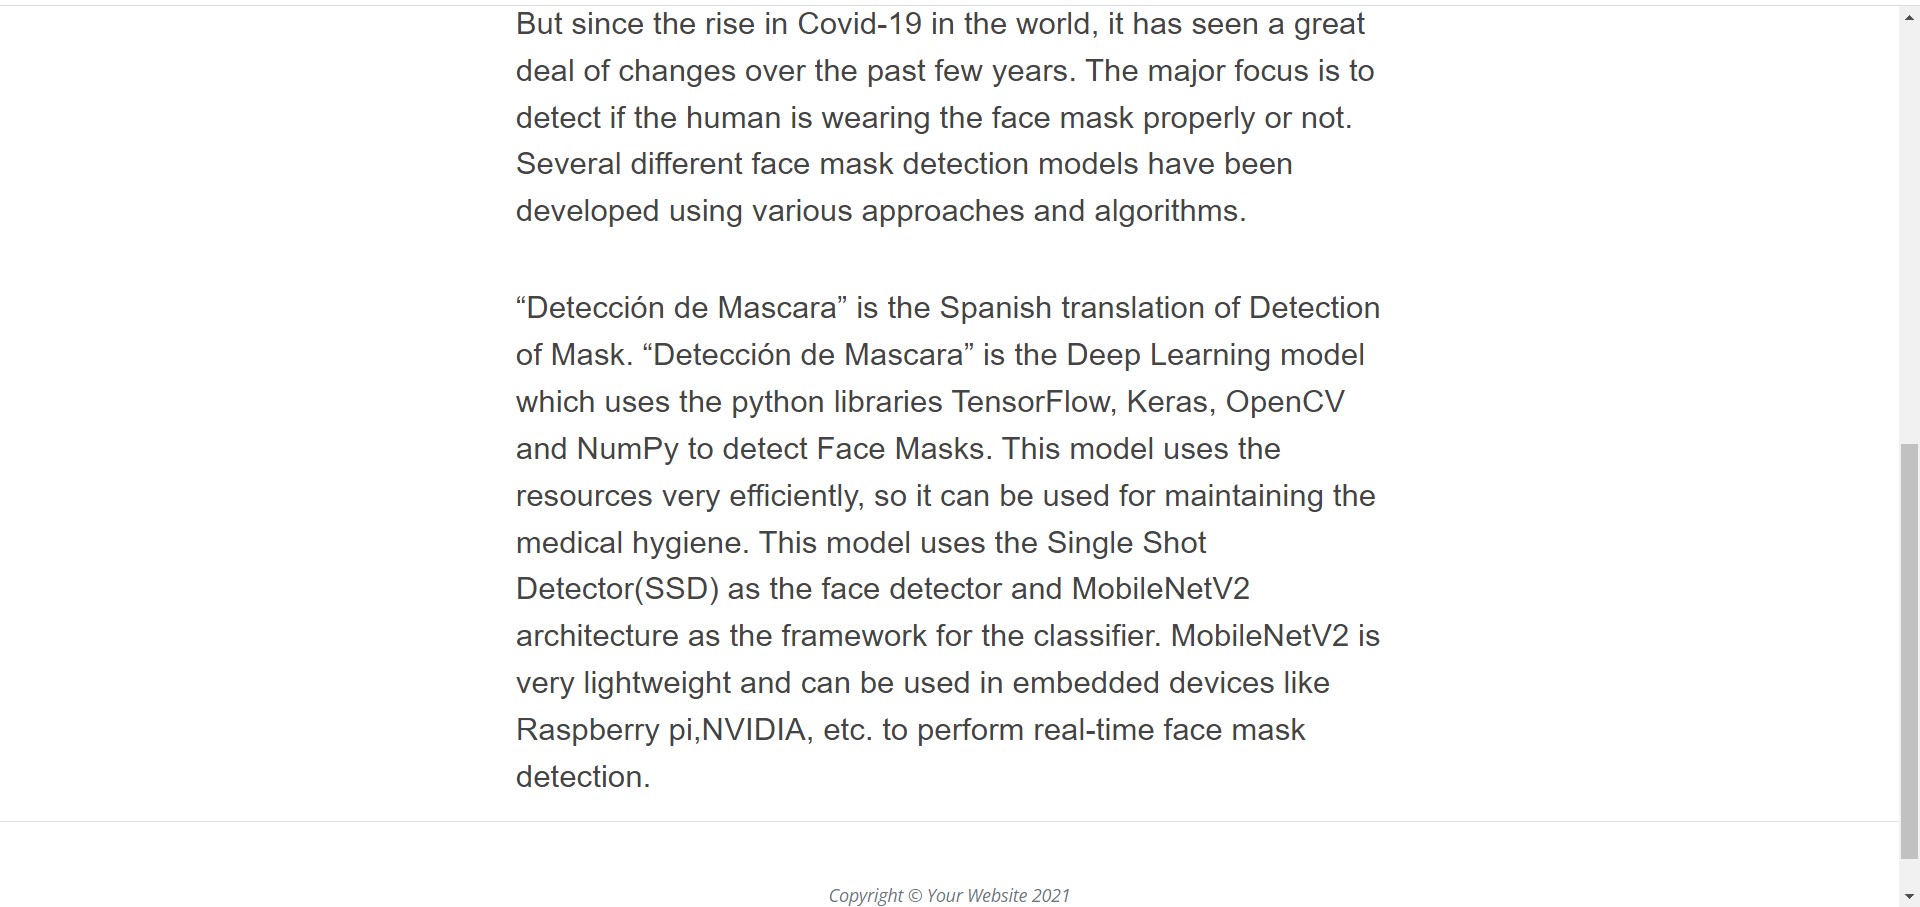 But since the rise in Covid-19 in the world, it has seen a great
deal of changes over the past few years. The major focus is to
detect if the human is wearing the face mask properly or not.
Several different face mask detection models have been
developed using various approaches and algorithms.
“Detección de Mascara” is the Spanish translation of Detection
of Mask. “Detección de Mascara” is the Deep Learning model
which uses the python libraries TensorFlow, Keras, OpenCV
and NumPy to detect Face Masks. This model uses the
resources very efficiently, so it can be used for maintaining the
medical hygiene. This model uses the Single Shot
Detector(SSD) as the face detector and MobileNetV2
architecture as the framework for the classifier. MobileNetV2 is
very lightweight and can be used in embedded devices like
Raspberry pi,NVIDIA, etc. to perform real-time face mask
detection.
Copyright © Your Website 2021